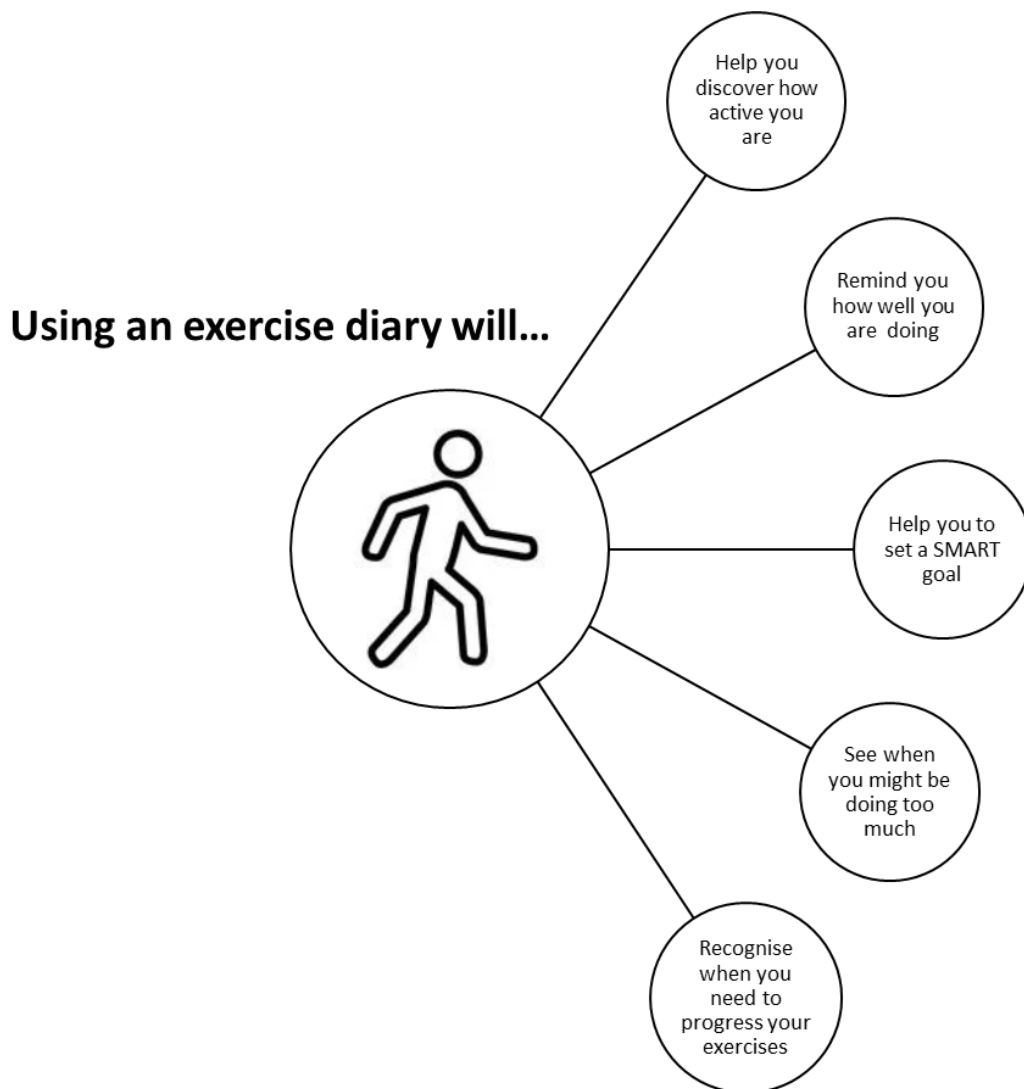 Help you
discover how
active you
are
Remind you
how well you
are doing
Using an exercise diary will...
Help you to
set a SMART
goal
See when
you might be
doing too
much
Recognise
when you
need to
progress your
exercises